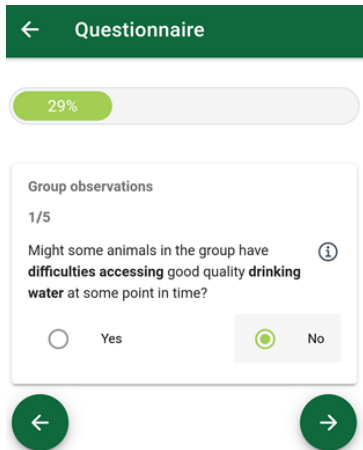 Questionnaire
29%
Group observations
1/5
Might some animals in the group have
difficulties accessing good quality drinking
water at some point in time?
Yes
No